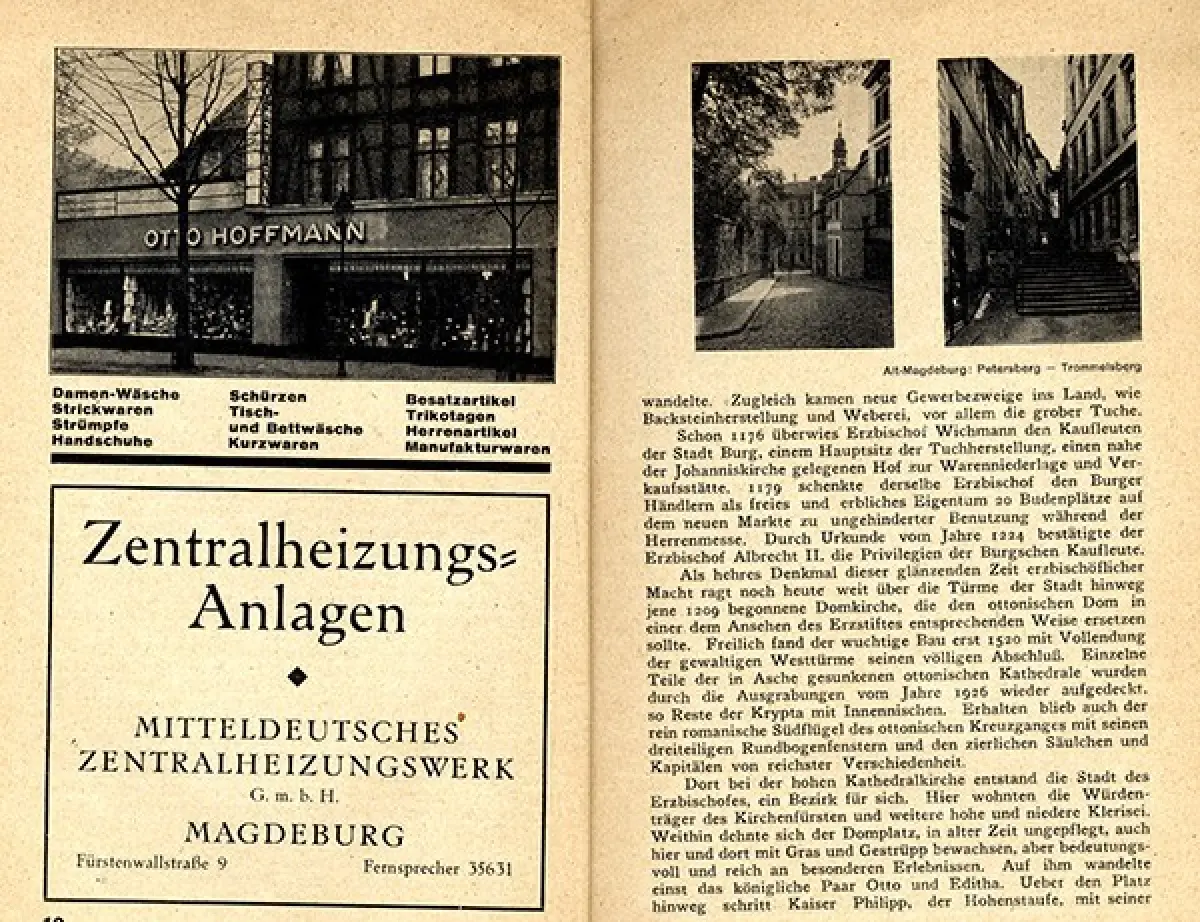 OTTO HOFFMANN
Damen-Wäsche
Strickwaren
Strümpfe
Handschuhe
Schürzen
Tisch-
und Bettwäsche
Kurzwaren
Besatzartikel
Trikotagen
Herrenartikel
Manufakturwaren
Zentralheizungs-
Anlagen
MITTELDEUTSCHES
ZENTRALHEIZUNGSWERK
G. m. b. H.
MAGDEBURG
Fürstenwallstraße 9
Fernsprecher 35631
Alt-Magdeburg: Petersberg — Trommelsberg
wandelte. Zugleich kamen neue Gewerbezweige ins Land, wie
Backsteinherstellung und Weberei, vor allem die grober Tuche.
Schon 1176 überwies Erzbischof Wichmann den Kaufleuten
der Stadt Burg, einem Hauptsitz der Tuchherstellung, einen nahe
der Johanniskirche gelegenen Hof zur Warenniederlage und Ver-
kaufsstätte. 1179 schenkte derselbe Erzbischof den Burger
Händlern als freies und erbliches Eigentum 20 Budenplätze auf
dem neuen Markte zu ungehinderter Benutzung während der
Herrenmesse. Durch Urkunde vom Jahre 1224 bestätigte der
Erzbischof Albrecht II. die Privilegien der Burgschen Kaufleute.
Als hehres Denkmal dieser glänzenden Zeit erzbischöflicher
Macht ragt noch heute weit über die Türme der Stadt hinweg
jene 1209 begonnene Domkirche, die den ottonischen Dom in
einer dem Ansehen des Erzstiftes entsprechenden Weise ersetzen
sollte. Freilich fand der wuchtige Bau erst 1520 mit Vollendung
der gewaltigen Westtürme seinen völligen Abschluß. Einzelne
Teile der in Asche gesunkenen ottonischen Kathedrale wurden
durch die Ausgrabungen vom Jahre 1926 wieder aufgedeckt,
so Reste der Krypta mit Innennischen. Erhalten blieb auch der
rein romanische Südflügel des ottonischen Kreuzganges mit seinen
dreiteiligen Rundbogenfenstern und den zierlichen Säulchen und
Kapitälen von reichster Verschiedenheit.
Dort bei der hohen Kathedralkirche entstand die Stadt des
Erzbischofes, ein Bezirk für sich. Hier wohnten die Würden-
träger des Kirchenfürsten und weitere hohe und niedere Klerisei.
Weithin dehnte sich der Domplatz, in alter Zeit ungepflegt, auch
hier und dort mit Gras und Gestrüpp bewachsen, aber bedeutungs-
voll und reich an besonderen Erlebnissen. Auf ihm wandelte
einst das königliche Paar Otto und Editha. Ueber den Platz
hinweg schritt Kaiser Philipp, der Hohenstaufe, mit seiner